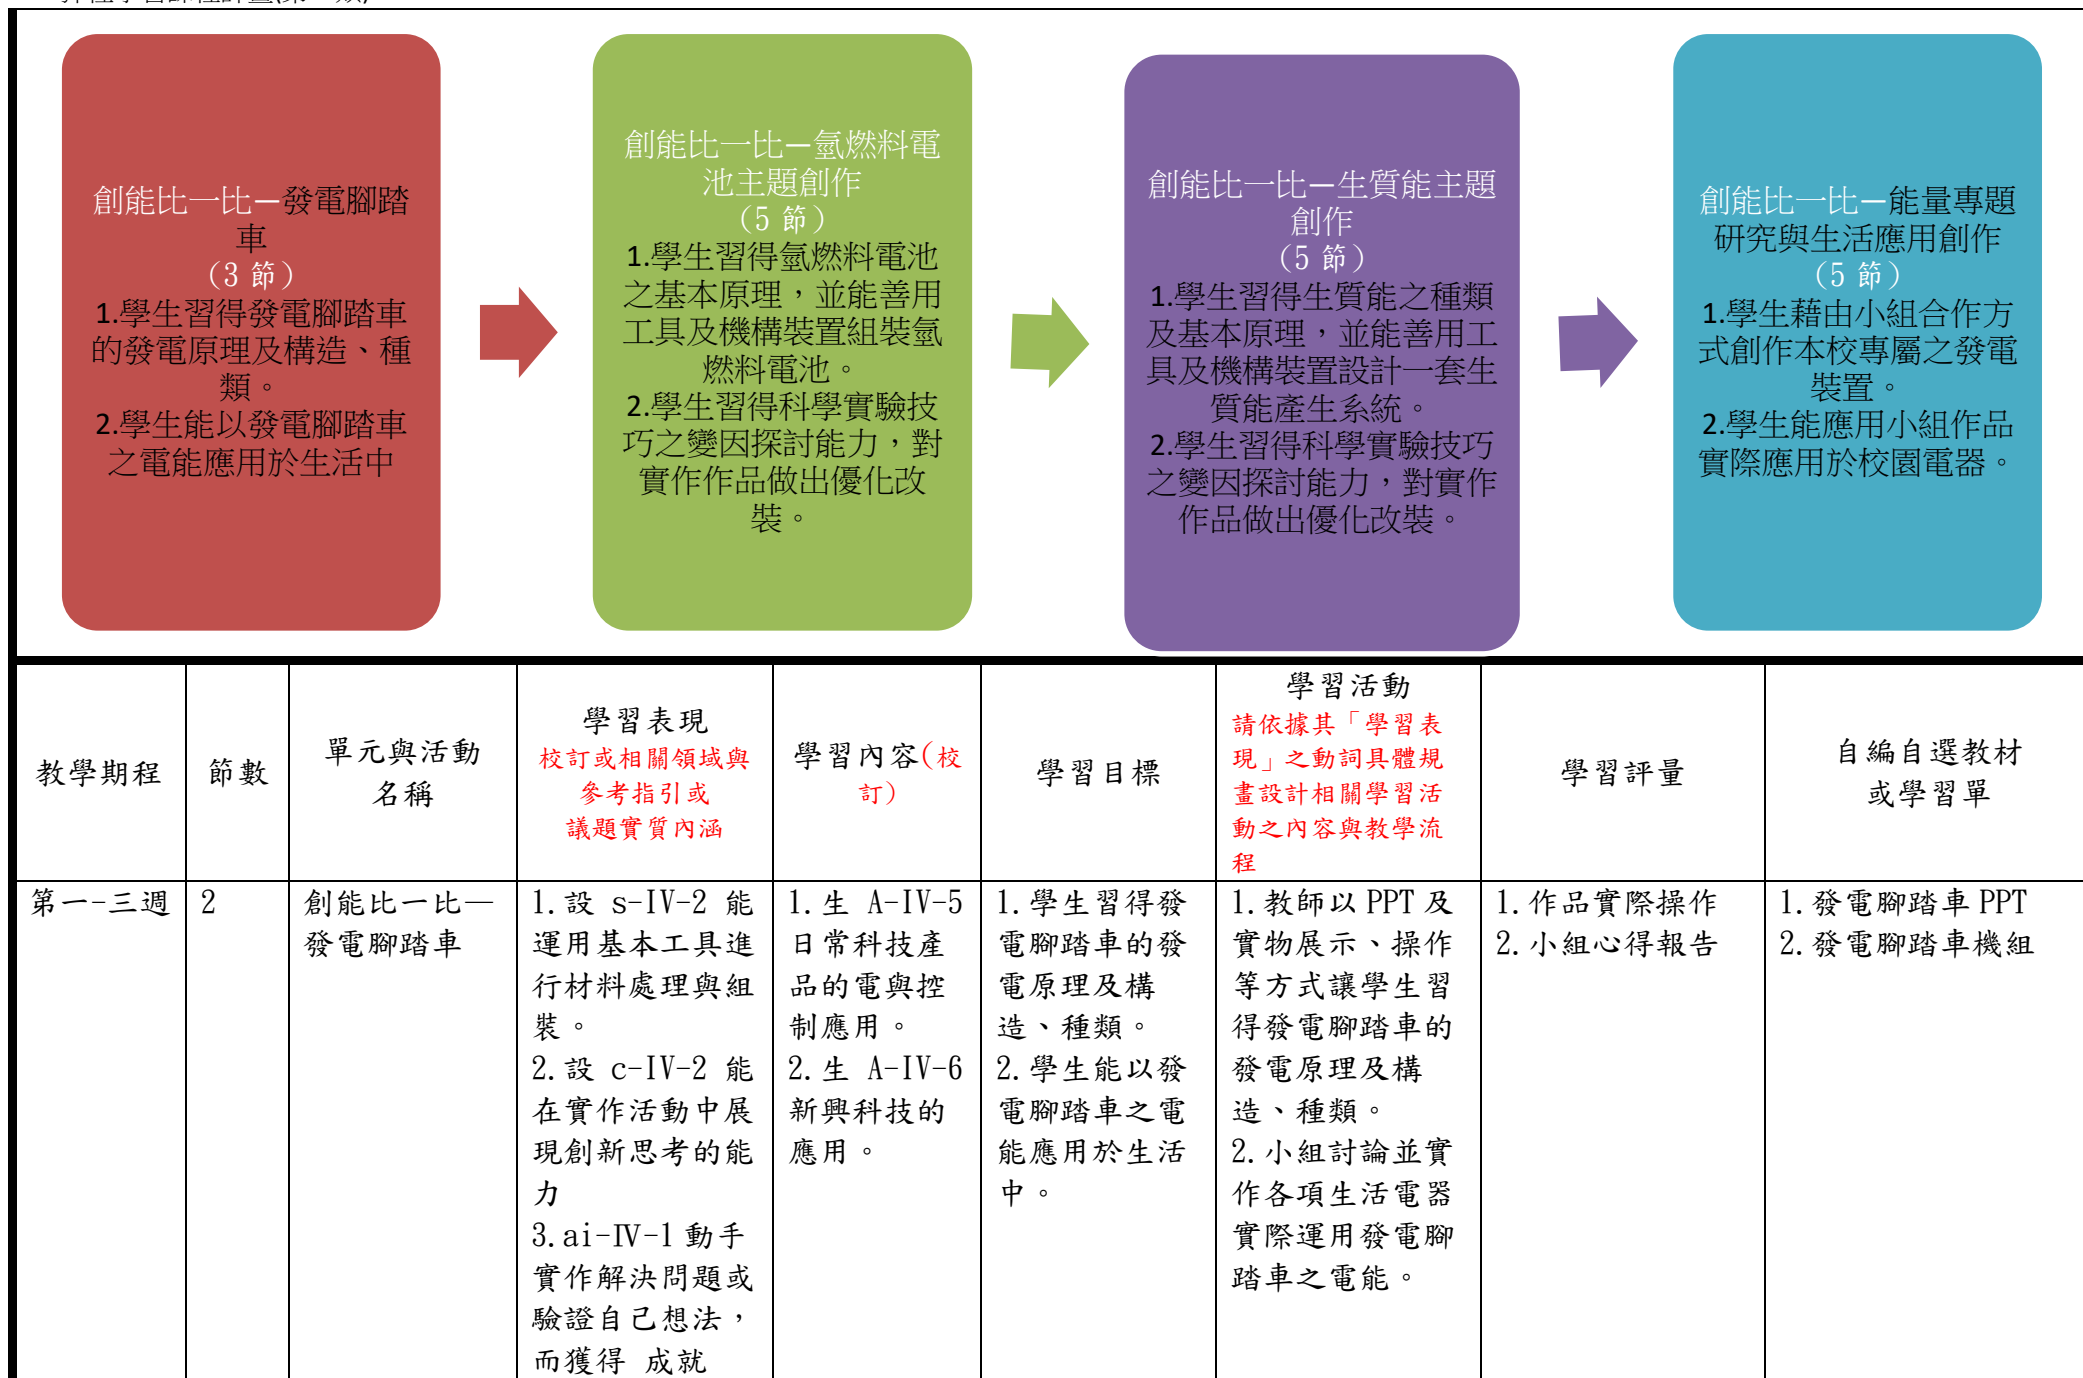 創能比一比—發電腳踏
車
（3 節）
1.學生習得發電腳踏車
的發電原理及構造、種
類。
2.學生能以發電腳踏車
之電能應用於生活中
創能比一比—氫燃料電
池主題創作
（5 節）
1.學生習得氫燃料電池
之基本原理，並能善用
工具及機構裝置組裝氫
燃料電池。
2.學生習得科學實驗技
巧之變因探討能力，對
實作作品做出優化改
裝。
創能比一比—生質能主題
創作
（5 節）
1.學生習得生質能之種類
及基本原理，並能善用工
具及機構裝置設計一套生
質能產生系統。
2.學生習得科學實驗技巧
之變因探討能力，對實作
作品做出優化改裝。
創能比一比—能量專題
研究與生活應用創作
（5 節）
1.學生藉由小組合作方
式創作本校專屬之發電
裝置。
2.學生能應用小組作品
實際應用於校園電器。
教學期程
節數
單元與活動
名稱
學習表現
校訂或相關領域與
參考指引或
議題實質內涵
學習內容(校
訂)
學習目標
學習活動
請依據其「學習表
現」之動詞具體規
畫設計相關學習活
動之內容與教學流
程
學習評量
自編自選教材
或學習單
第一-三週
2
創能比一比—
發電腳踏車
1.設 s-IV-2 能
運用基本工具進
行材料處理與組
裝。
2.設 c-IV-2 能
在實作活動中展
現創新思考的能
力
3.ai-IV-1 動手
實作解決問題或
驗證自己想法，
而獲得 成就
1.生 A-IV-5
日常科技產
品的電與控
制應用。
2.生 A-IV-6
新興科技的
應用。
1.學生習得發
電腳踏車的發
電原理及構
造、種類。
2.學生能以發
電腳踏車之電
能應用於生活
中。
1.教師以 PPT 及
實物展示、操作
等方式讓學生習
得發電腳踏車的
發電原理及構
造、種類。
2.小組討論並實
作各項生活電器
實際運用發電腳
踏車之電能。
1.作品實際操作
2.小組心得報告
1.發電腳踏車 PPT
2.發電腳踏車機組